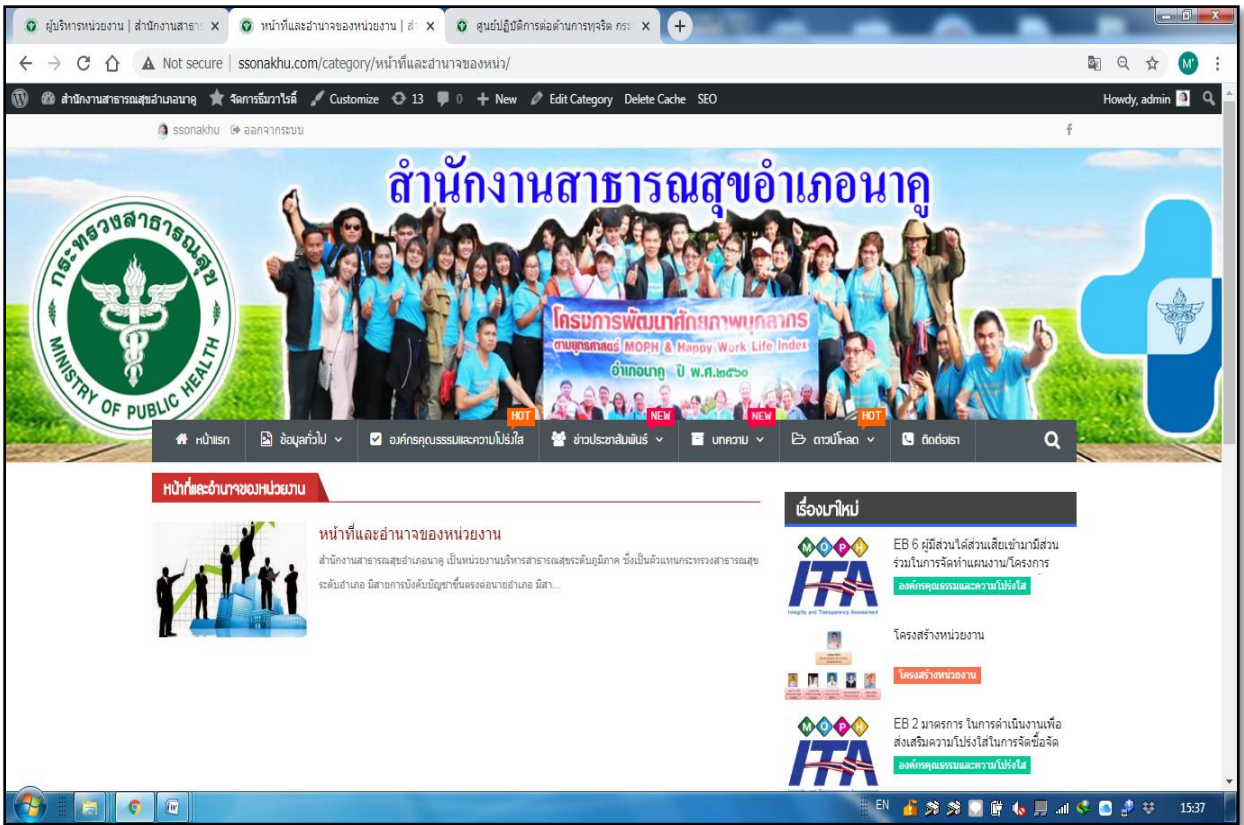 ผู้บริหารหน่วยงาน | สำนักงานสาธา
หน้าที่และอำนาจของหน่วยงาน | สำ
ศูนย์ปฏิบัติการต่อต้านการทุจริต กระ
Not secure | ssonakhu.com/category/หน้าที่และอำนาจของหน่ว/
สำนักงานสาธารณสุขอำเภอนาคู จัดการธีมวาไรตี้ Customize 13 0 + New Edit Category Delete Cache SEO Howdy, admin
ssonakhu ออกจากระบบ
สำนักงานสาธารณสุขอำเภอนาคู
กระทรวงสาธารณสุข
MINISTRY OF PUBLIC HEALTH
โครงการพัฒนาศักยภาพบุคลากร
ตามยุทธศาสตร์ MOPH & Happy Work Life Index
อำเภอนาคู ปี พ.ศ.๒๕๖๐
HOT NEW NEW HOT
หน้าแรก ข้อมูลทั่วไป องค์กรคุณธรรมและความโปร่งใส ข่าวประชาสัมพันธ์ บทความ ดาวน์โหลด ติดต่อเรา
หน้าที่และอำนาจของหน่วยงาน
หน้าที่และอำนาจของหน่วยงาน
สำนักงานสาธารณสุขอำเภอนาคู เป็นหน่วยงานบริหารสาธารณสุขระดับภูมิภาค ซึ่งเป็นตัวแทนกระทรวงสาธารณสุข
ระดับอำเภอ มีสายการบังคับบัญชาขึ้นตรงต่อนายอำเภอ มีสา...
เรื่องมาใหม่
MOPH
ITA
Integrity and Transparency Assessment
EB 6 ผู้มีส่วนได้ส่วนเสียเข้ามามีส่วน
ร่วมในการจัดทำแผนงาน/โครงการ
องค์กรคุณธรรมและความโปร่งใส
โครงสร้างหน่วยงาน
โครงสร้างหน่วยงาน
MOPH
ITA
EB 2 มาตรการ ในการดำเนินงานเพื่อ
ส่งเสริมความโปร่งใสในการจัดซื้อจัด
องค์กรคุณธรรมและความโปร่งใส
EN 15:37